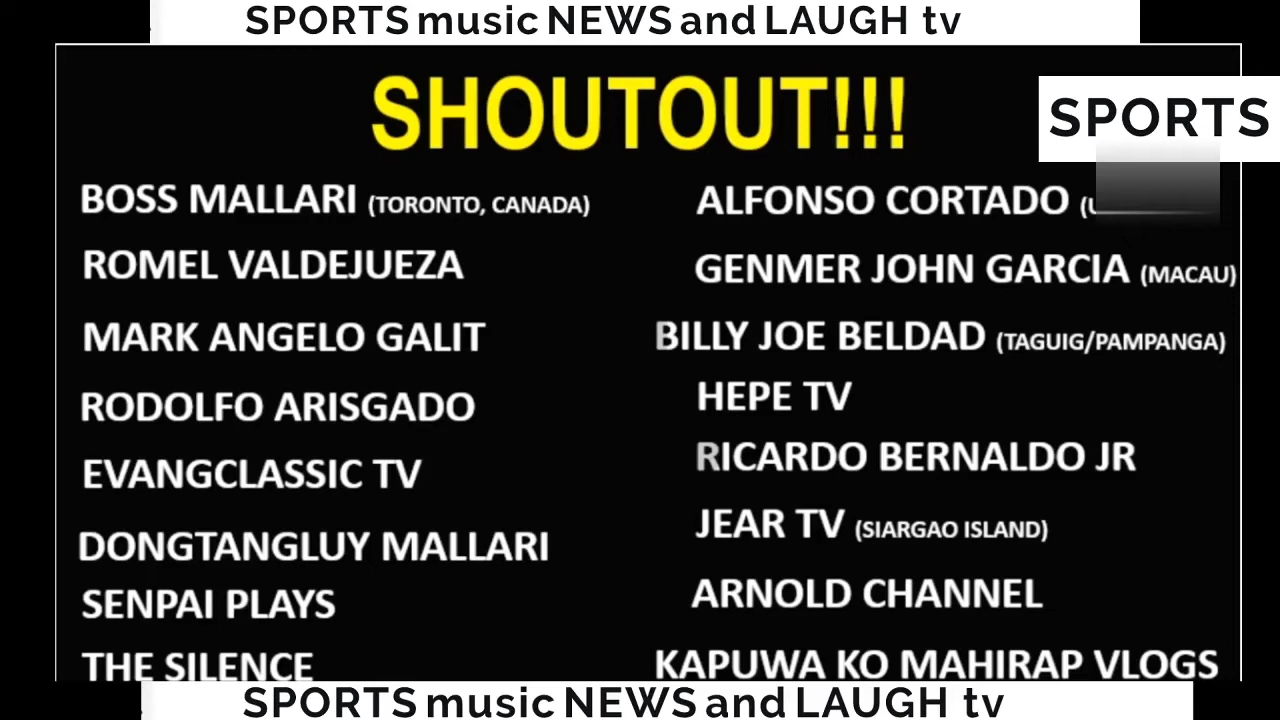 SPORTS music NEWS and LAUGH tv
SHOUTOUT!!!
SPORTS
BOSS MALLARI (TORONTO, CANADA)
ROMEL VALDEJUEZA
MARK ANGELO GALIT
RODOLFO ARISGADO
EVANGCLASSIC TV
DONGTANGLUY MALLARI
SENPAI PLAYS
THE SILENCE
ALFONSO CORTADO
GENMER JOHN GARCIA (MACAU)
BILLY JOE BELDAD (TAGUIG/PAMPANGA)
HEPE TV
RICARDO BERNALDO JR
JEAR TV (SIARGAO ISLAND)
ARNOLD CHANNEL
KAPUWA KO MAHIRAP VLOGS
SPORTS music NEWS and LAUGH tv